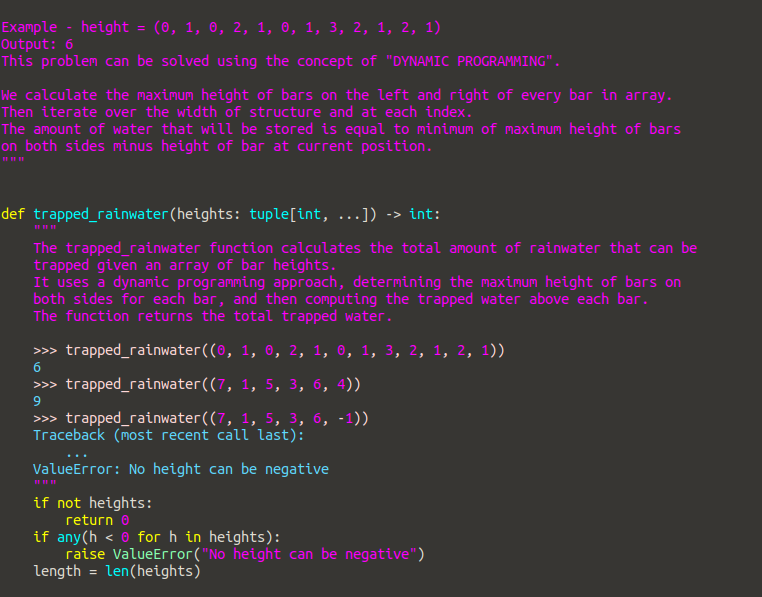 Example - height = (0, 1, 0, 2, 1, 0, 1, 3, 2, 1, 2, 1)
Output: 6
This problem can be solved using the concept of "DYNAMIC PROGRAMMING".

We calculate the maximum height of bars on the left and right of every bar in array.
Then iterate over the width of structure and at each index.
The amount of water that will be stored is equal to minimum of maximum height of bars
on both sides minus height of bar at current position.
"""


def trapped_rainwater(heights: tuple[int, ...]) -> int:
    """
    The trapped_rainwater function calculates the total amount of rainwater that can be
    trapped given an array of bar heights.
    It uses a dynamic programming approach, determining the maximum height of bars on
    both sides for each bar, and then computing the trapped water above each bar.
    The function returns the total trapped water.

    >>> trapped_rainwater((0, 1, 0, 2, 1, 0, 1, 3, 2, 1, 2, 1))
    6
    >>> trapped_rainwater((7, 1, 5, 3, 6, 4))
    9
    >>> trapped_rainwater((7, 1, 5, 3, 6, -1))
    Traceback (most recent call last):
        ...
    ValueError: No height can be negative
    """
    if not heights:
        return 0
    if any(h < 0 for h in heights):
        raise ValueError("No height can be negative")
    length = len(heights)